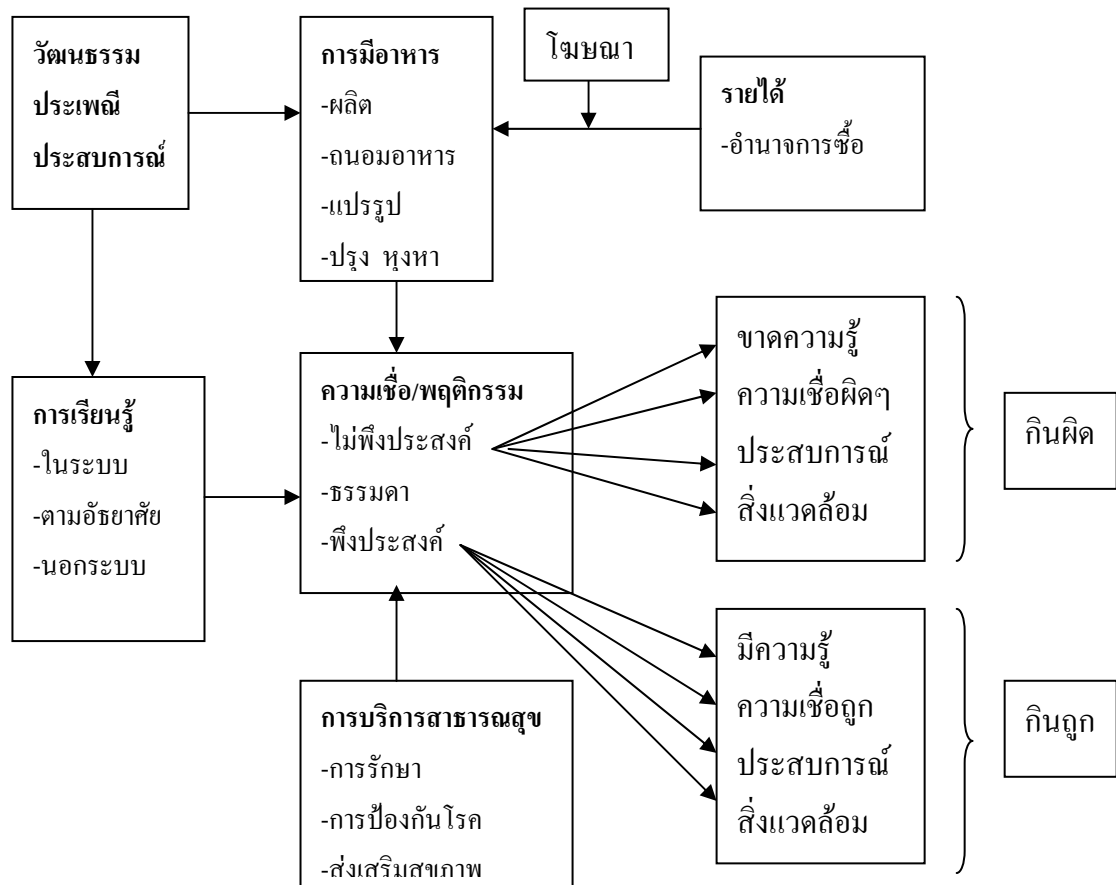 วัฒนธรรม
ประเพณี
ประสบการณ์
การมีอาหาร
-ผลิต
-ถนอมอาหาร
-แปรรูป
-ปรุง หุงหา
โฆษณา
รายได้
-อำนาจการซื้อ
การเรียนรู้
-ในระบบ
-ตามอัธยาศัย
-นอกระบบ
ความเชื่อ/พฤติกรรม
-ไม่พึงประสงค์
-ธรรมดา
-พึงประสงค์
ขาดความรู้
ความเชื่อผิดๆ
ประสบการณ์
สิ่งแวดล้อม
กินผิด
การบริการสาธารณสุข
-การรักษา
-การป้องกันโรค
-ส่งเสริมสุขภาพ
มีความรู้
ความเชื่อถูก
ประสบการณ์
สิ่งแวดล้อม
กินถูก